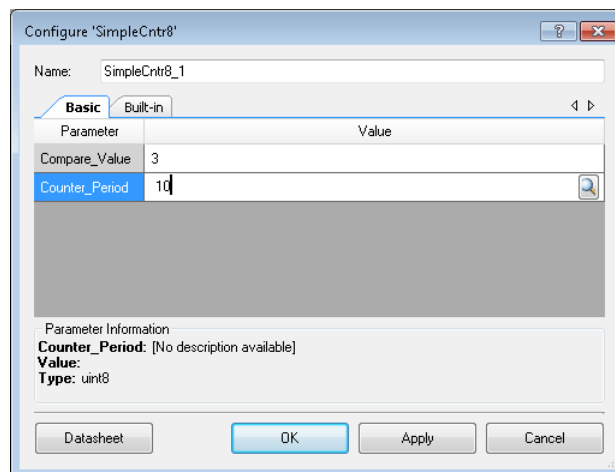 Configure 'SimpleCntr8'
Name: SimpleCntr8_1
Basic Built-in
Parameter Value
Compare_Value 3
Counter_Period 10
Parameter Information
Counter_Period: [No description available]
Value:
Type: uint8
Datasheet OK Apply Cancel